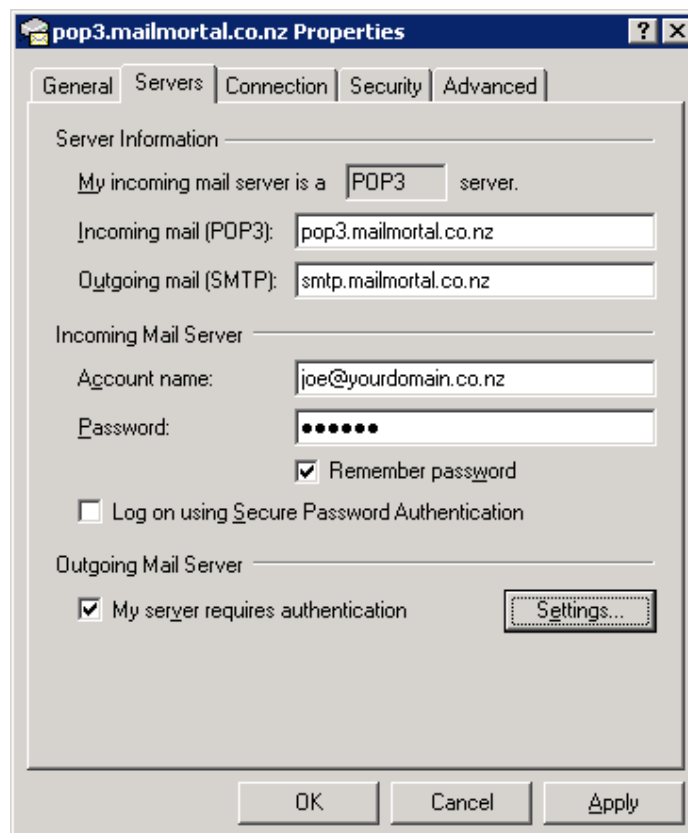 pop3.mailmortal.co.nz Properties
General Servers Connection Security Advanced
Server Information
My incoming mail server is a POP3 server.
Incoming mail (POP3): pop3.mailmortal.co.nz
Outgoing mail (SMTP): smtp.mailmortal.co.nz
Incoming Mail Server
Account name: joe@yourdomain.co.nz
Password: ●●●●●●
Remember password
Log on using Secure Password Authentication
Outgoing Mail Server
My server requires authentication Settings...
OK Cancel Apply